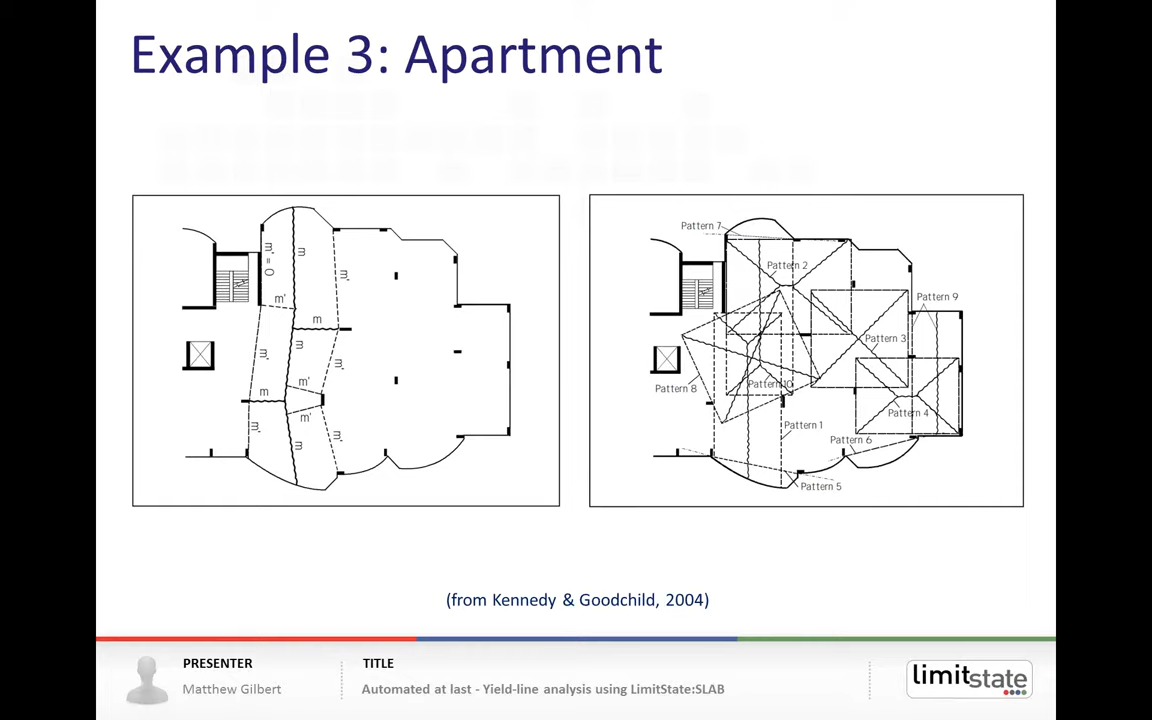 Example 3: Apartment
m' = 0
m
m'
m'
m
m'
m
m'
m
m'
m'
m'
m'
m
Pattern 7
Pattern 2
Pattern 9
Pattern 3
Pattern 8
Pattern 10
Pattern 4
Pattern 1
Pattern 6
Pattern 5
(from Kennedy & Goodchild, 2004)
PRESENTER
Matthew Gilbert
TITLE
Automated at last - Yield-line analysis using LimitState:SLAB
limitstate